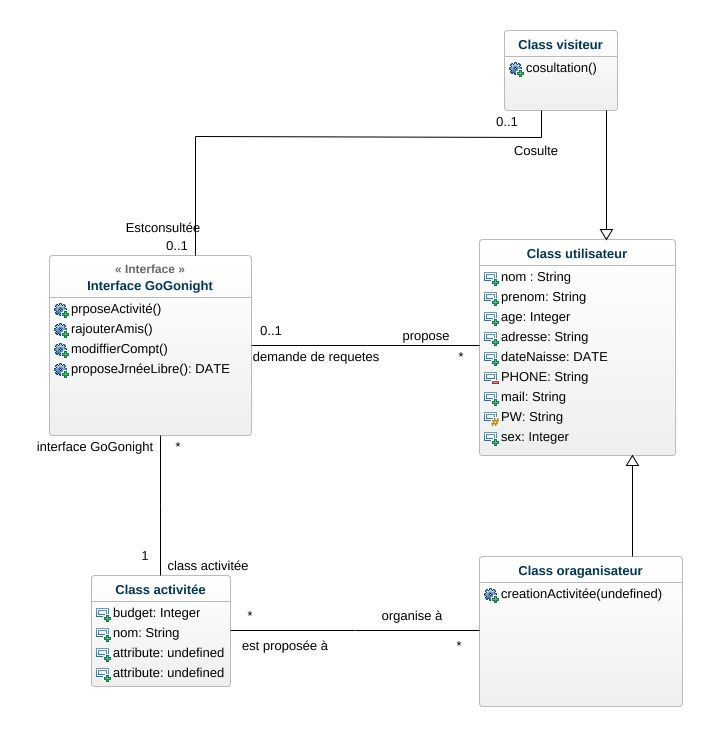 Class visiteur
cosultation()
0..1
Cosulte
Estconsultée
0..1
« Interface »
Interface GoGonight
prposeActivité()
rajouterAmis()
modiffierCompt()
proposeJrnéeLibre(): DATE
0..1
propose
demande de requetes
*
Class utilisateur
nom : String
prenom: String
age: Integer
adresse: String
dateNaisse: DATE
PHONE: String
mail: String
PW: String
sex: Integer
interface GoGonight
*
1
class activitée
Class activitée
budget: Integer
nom: String
attribute: undefined
attribute: undefined
*
organise à
est proposée à
*
Class oraganisateur
creationActivitée(undefined)